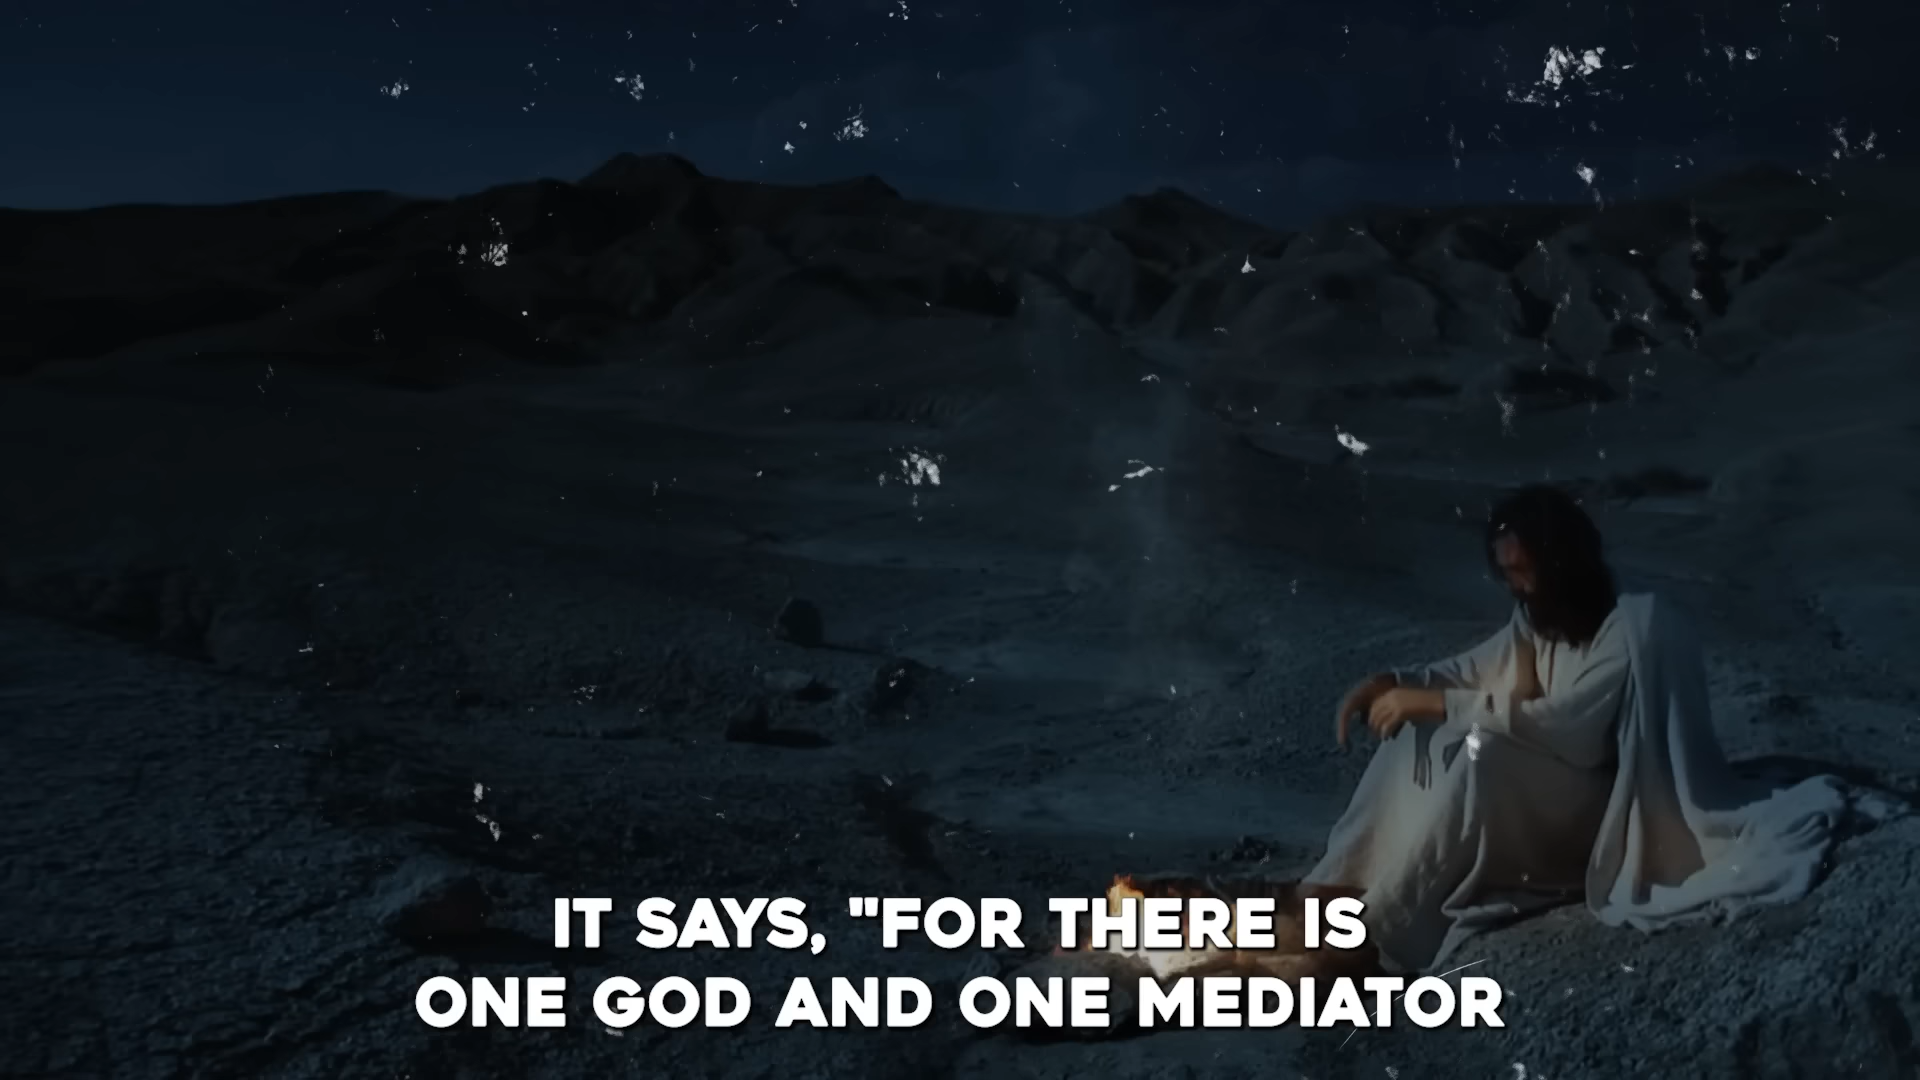 IT SAYS, "FOR THERE IS
ONE GOD AND ONE MEDIATOR